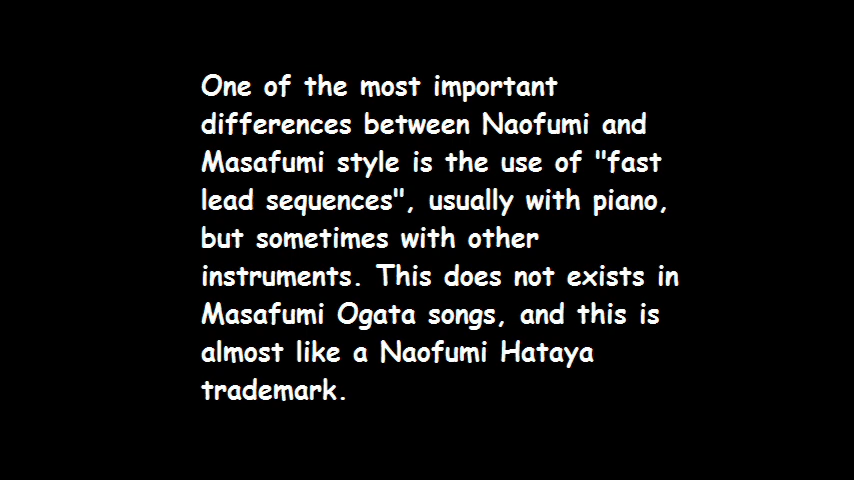 One of the most important
differences between Naofumi and
Masafumi style is the use of "fast
lead sequences", usually with piano,
but sometimes with other
instruments. This does not exists in
Masafumi Ogata songs, and this is
almost like a Naofumi Hataya
trademark.